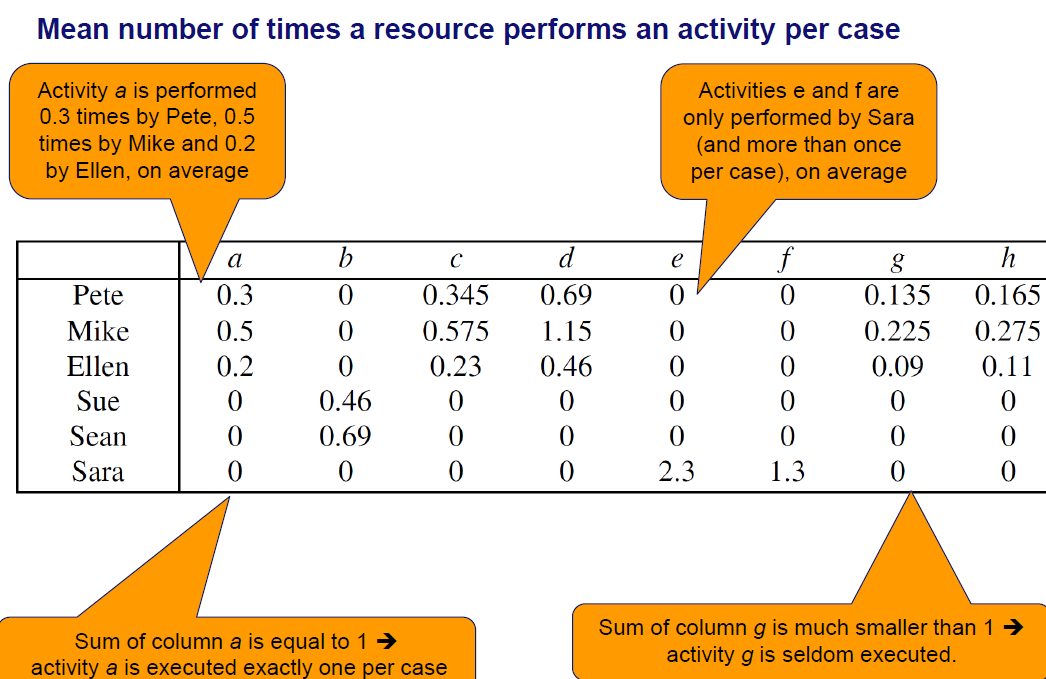 Mean number of times a resource performs an activity per case
Activity a is performed
0.3 times by Pete, 0.5
times by Mike and 0.2
by Ellen, on average
Activities e and f are
only performed by Sara
(and more than once
per case), on average
a b c d e f g h
Pete 0.3 0 0.345 0.69 0 0 0.135 0.165
Mike 0.5 0 0.575 1.15 0 0 0.225 0.275
Ellen 0.2 0 0.23 0.46 0 0 0.09 0.11
Sue 0 0.46 0 0 0 0 0 0
Sean 0 0.69 0 0 0 0 0 0
Sara 0 0 0 0 2.3 1.3 0 0
Sum of column a is equal to 1 ➔
activity a is executed exactly one per case
Sum of column g is much smaller than 1 ➔
activity g is seldom executed.